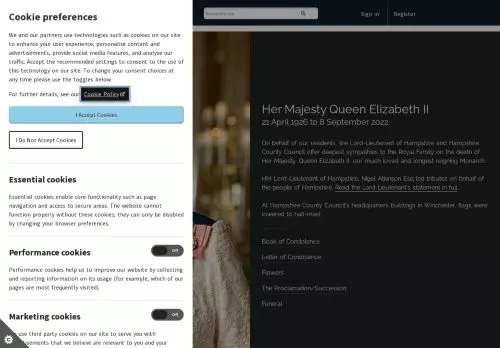 Cookie preferences
We and our partners use technologies such as cookies on our site
to enhance your user experience, personalise content and
advertisements, provide social media features, and analyse our
traffic. Accept the recommended settings to consent to the use of
this technology on our site. To change your consent choices at
any time please use the toggles below.
For further details, see our Cookie Policy
I Accept Cookies
I Do Not Accept Cookies
Essential cookies
Essential cookies enable core functionality such as page
navigation and access to secure areas. The website cannot
function properly without these cookies; they can only be disabled
by changing your browser preferences.
Performance cookies
Off
Performance cookies help us to improve our website by collecting
and reporting information on its usage (for example, which of our
pages are most frequently visited).
Marketing cookies
Off
use third party cookies on our site to serve you with
that we believe are relevant to you and your
Sign in
Register
Her Majesty Queen Elizabeth II
21 April 1926 to 8 September 2022
On behalf of our residents, the Lord-Lieutenant of Hampshire and Hampshire
County Council offer deepest sympathies to the Royal Family on the death of
Her Majesty, Queen Elizabeth II, our much loved and longest reigning Monarch.
HM Lord-Lieutenant of Hampshire, Nigel Atkinson Esq led tributes on behalf of
the people of Hampshire. Read the Lord-Lieutenant's statement in full.
At Hampshire County Council's headquarters buildings in Winchester, flags were
lowered to half-mast.
Book of Condolence
Letter of Condolence
Flowers
The Proclamation/Succession
Funeral